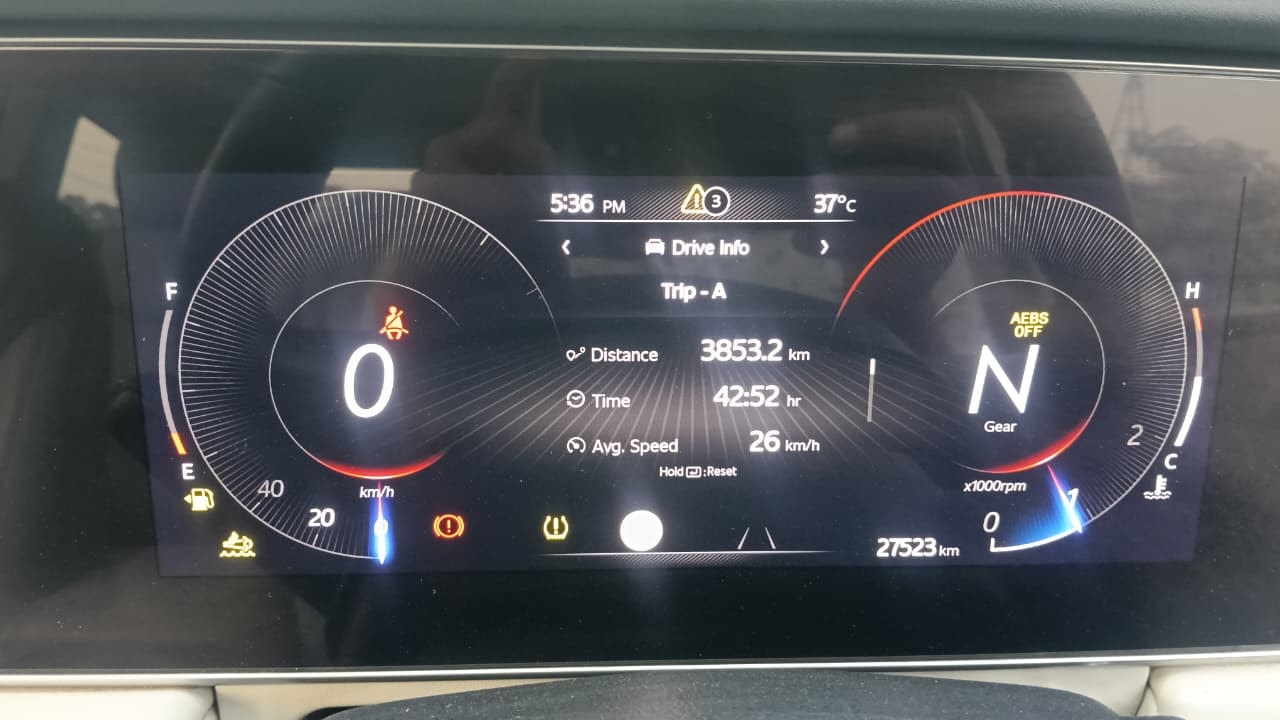 5:36 PM 3 37°C
‹ Drive Info ›
Trip - A
Distance 3853.2 km
Time 42:52 hr
Avg. Speed 26 km/h
Hold :Reset
F
E
0
km/h
40
20
0
AEBS
OFF
N
Gear
x1000rpm
0
1
2
H
C
27523 km